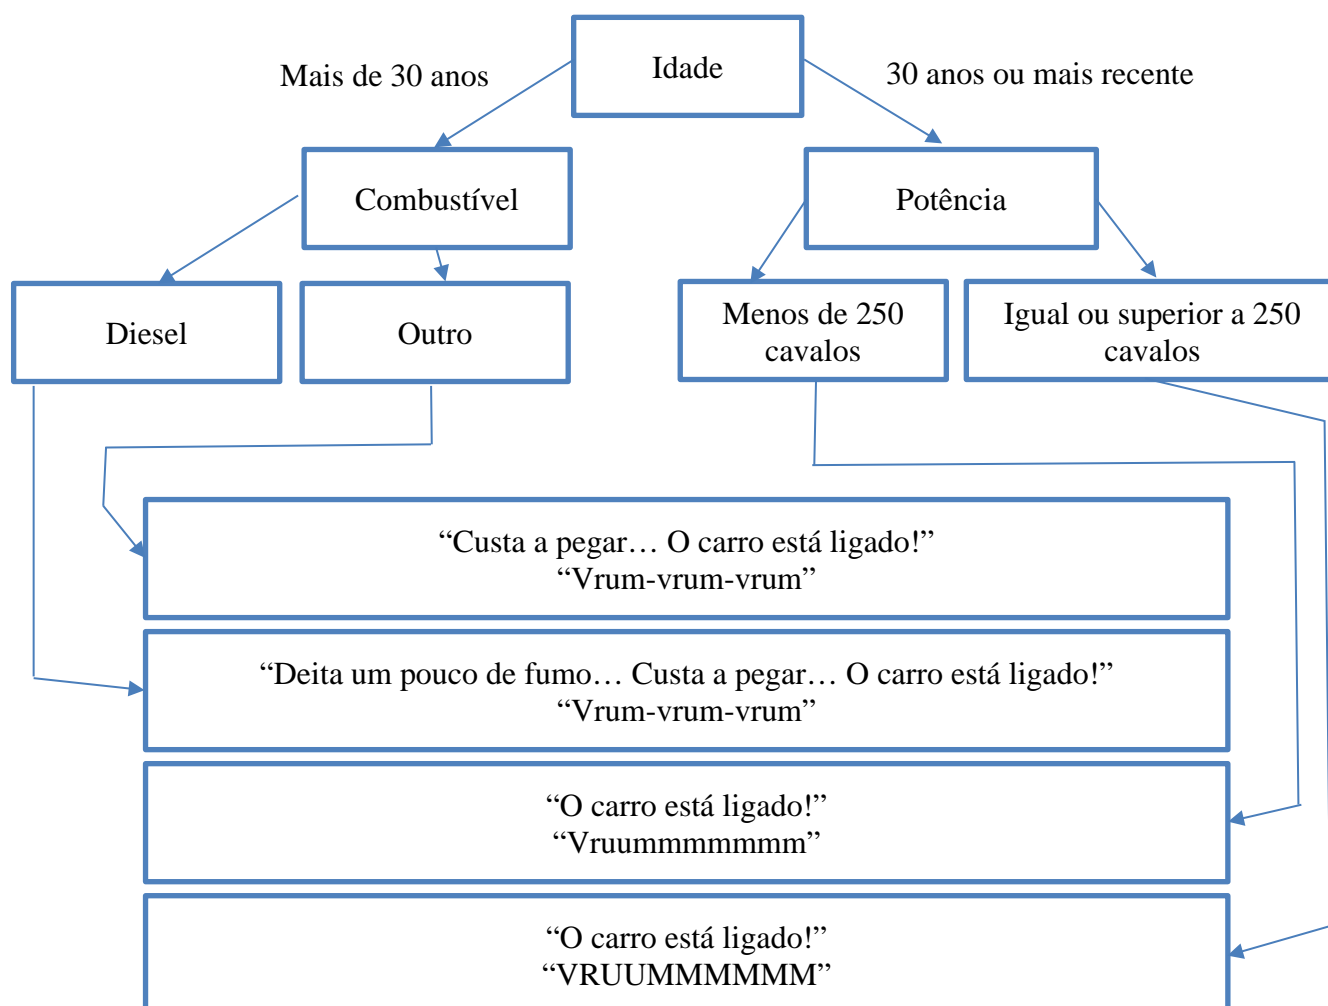 Idade
Mais de 30 anos
30 anos ou mais recente
Combustível
Potência
Diesel
Outro
Menos de 250
cavalos
Igual ou superior a 250
cavalos
“Custa a pegar… O carro está ligado!”
“Vrum-vrum-vrum”
“Deita um pouco de fumo… Custa a pegar… O carro está ligado!”
“Vrum-vrum-vrum”
“O carro está ligado!”
“Vruummmmmmm”
“O carro está ligado!”
“VRUUMMMMMM”